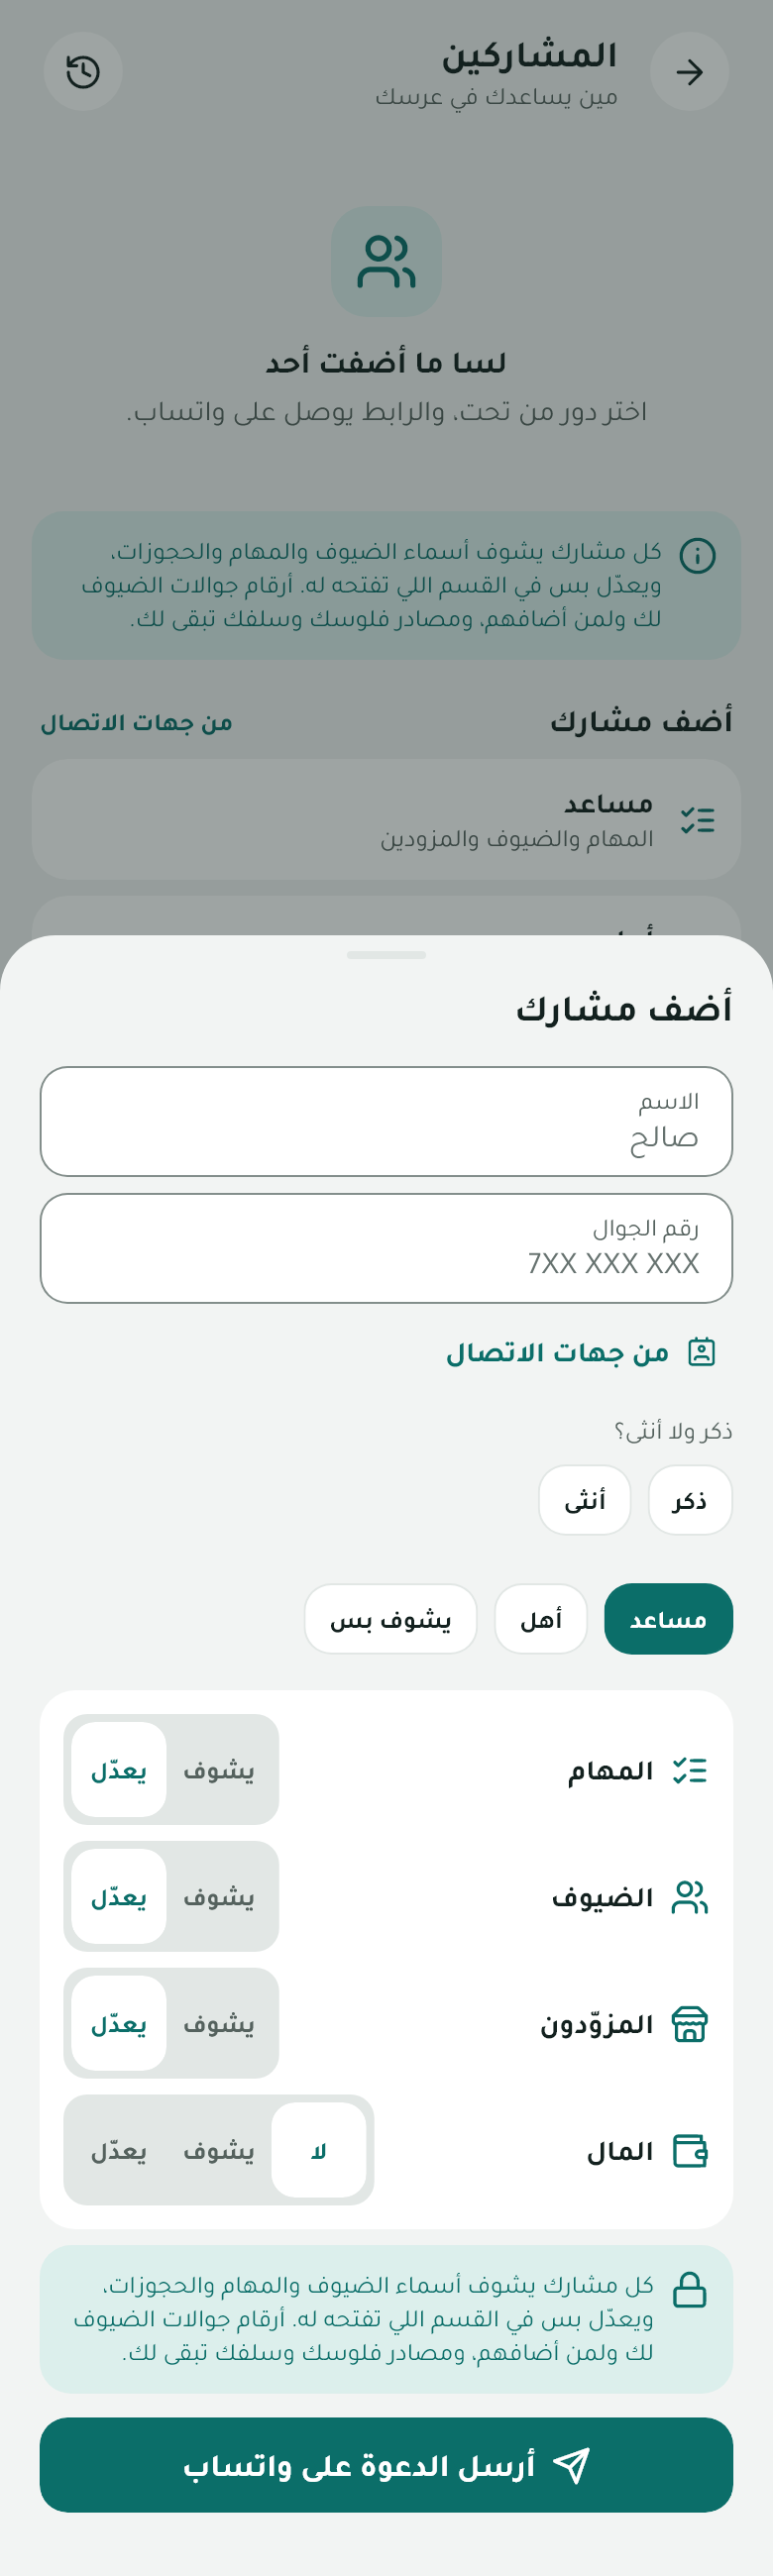 المشاركين
مين يساعدك في عرسك
لسا ما أضفت أحد
اختر دور من تحت، والرابط يوصل على واتساب.
كل مشارك يشوف أسماء الضيوف والمهام والحجوزات،
ويعدّل بس في القسم اللي تفتحه له. أرقام جوالات الضيوف
لك ولمن أضافهم، ومصادر فلوسك وسلفك تبقى لك.
أضف مشارك
من جهات الاتصال
مساعد
المهام والضيوف والمزودين
أضف مشارك
الاسم
صالح
رقم الجوال
7XX XXX XXX
من جهات الاتصال
ذكر ولا أنثى؟
ذكر أنثى
مساعد أهل يشوف بس
المهام يشوف يعدّل
الضيوف يشوف يعدّل
المزوّدون يشوف يعدّل
المال لا يشوف يعدّل
كل مشارك يشوف أسماء الضيوف والمهام والحجوزات،
ويعدّل بس في القسم اللي تفتحه له. أرقام جوالات الضيوف
لك ولمن أضافهم، ومصادر فلوسك وسلفك تبقى لك.
أرسل الدعوة على واتساب